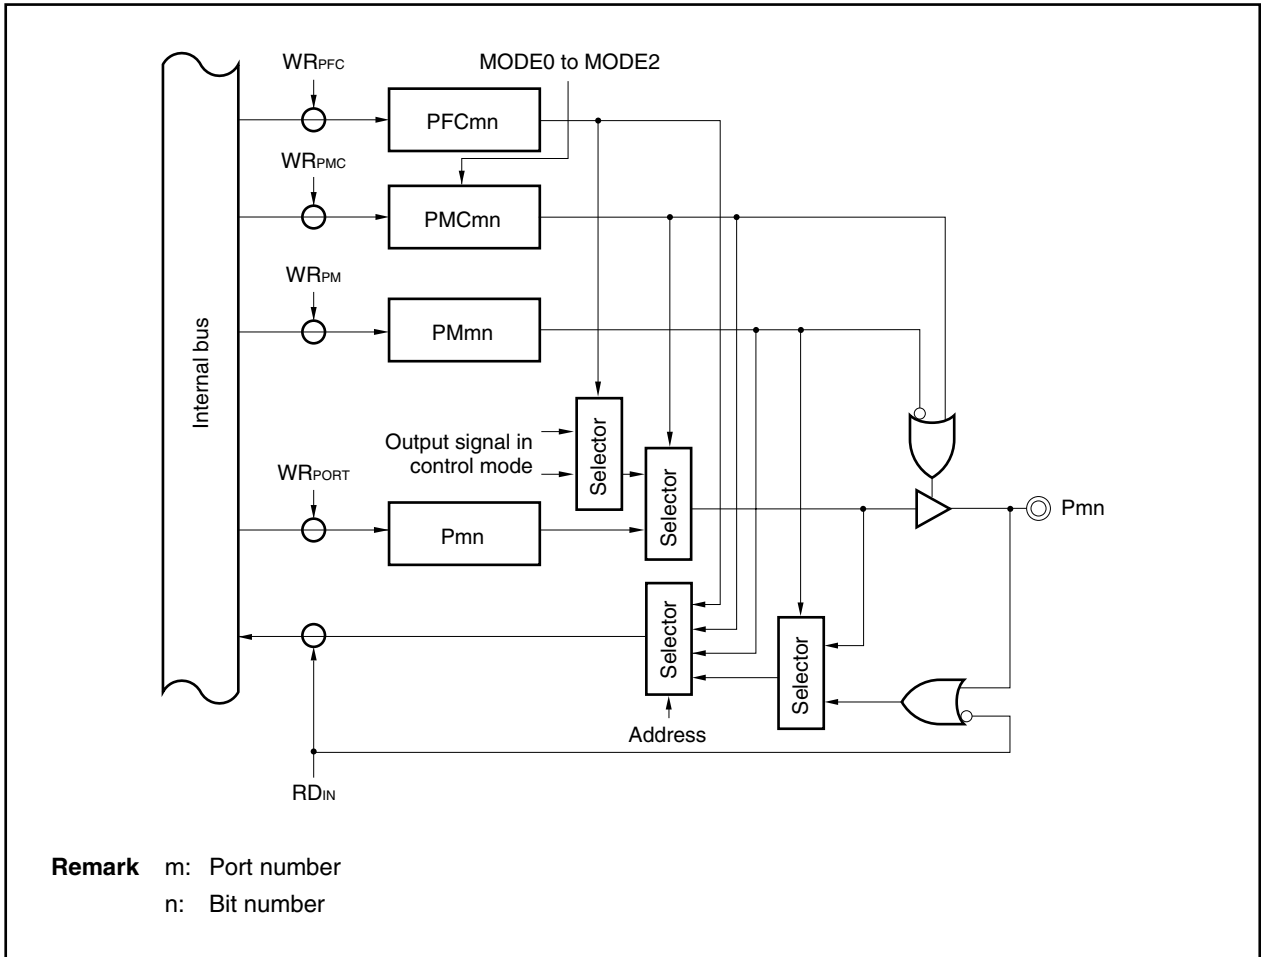 WRPFC
MODE0 to MODE2
PFCmn
WRPMC
PMCmn
WRPM
PMmn
Internal bus
Output signal in
control mode
Selector
Selector
WRPORT
Pmn
Pmn
Selector
Selector
Address
RDIN
Remark m: Port number
n: Bit number